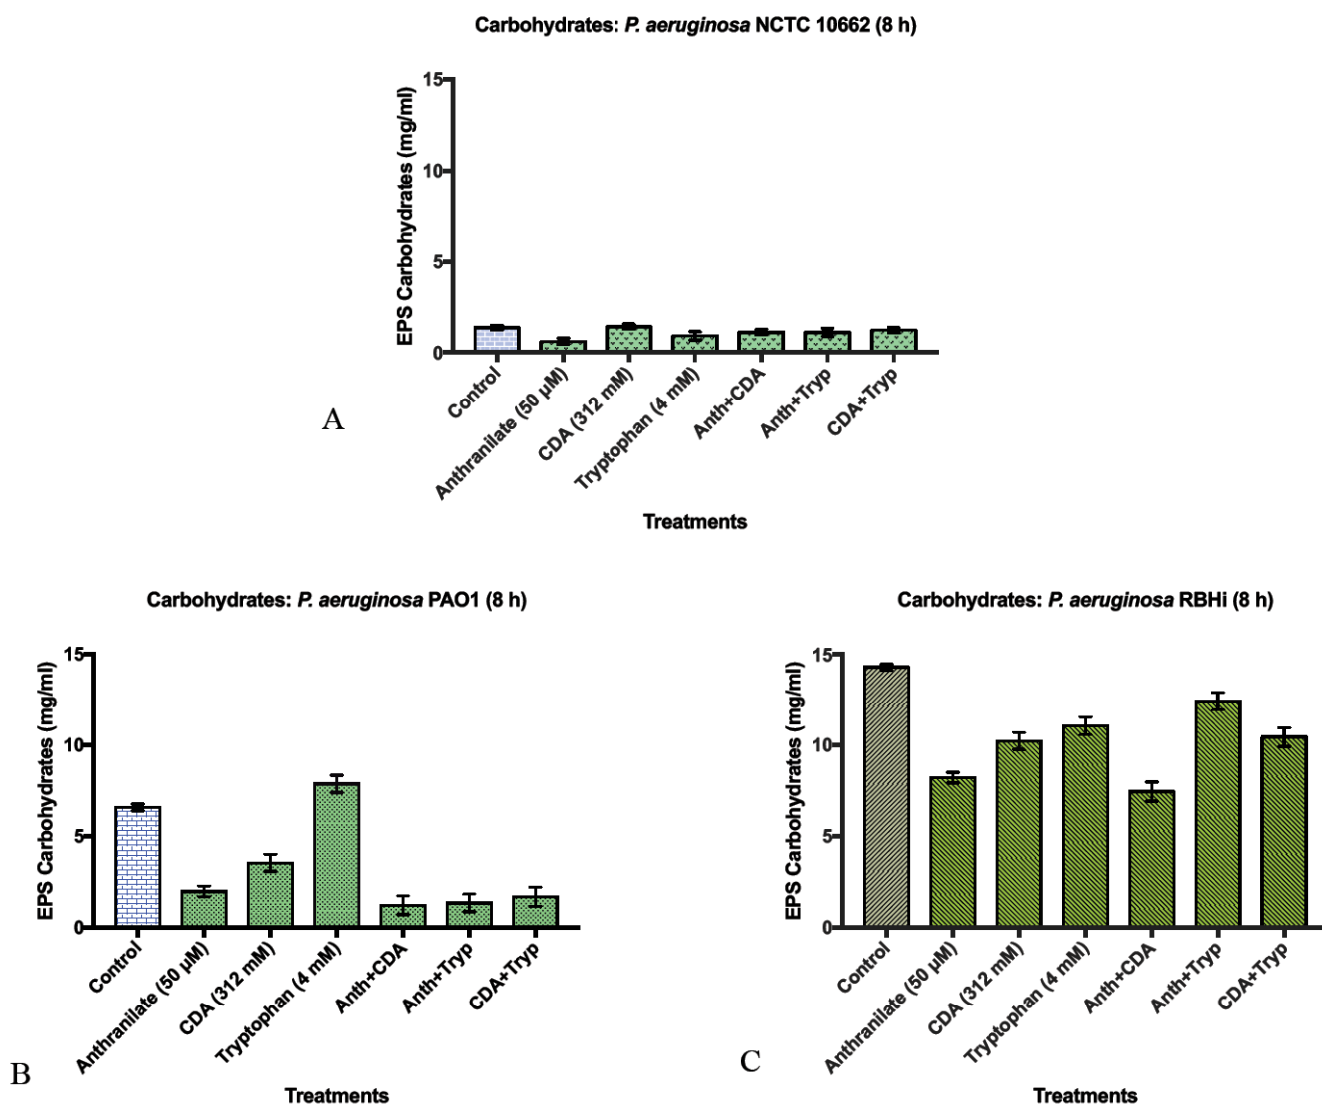 Carbohydrates: P. aeruginosa NCTC 10662 (8 h)
EPS Carbohydrates (mg/ml)
15
10
5
0
Control
Anthranilate (50 µM)
CDA (312 mM)
Tryptophan (4 mM)
Anth+CDA
Anth+Tryp
CDA+Tryp
Treatments
A
Carbohydrates: P. aeruginosa PAO1 (8 h)
EPS Carbohydrates (mg/ml)
15
10
5
0
Control
Anthranilate (50 µM)
CDA (312 mM)
Tryptophan (4 mM)
Anth+CDA
Anth+Tryp
CDA+Tryp
Treatments
B
Carbohydrates: P. aeruginosa RBHi (8 h)
EPS Carbohydrates (mg/ml)
15
10
5
0
Control
Anthranilate (50 µM)
CDA (312 mM)
Tryptophan (4 mM)
Anth+CDA
Anth+Tryp
CDA+Tryp
Treatments
C